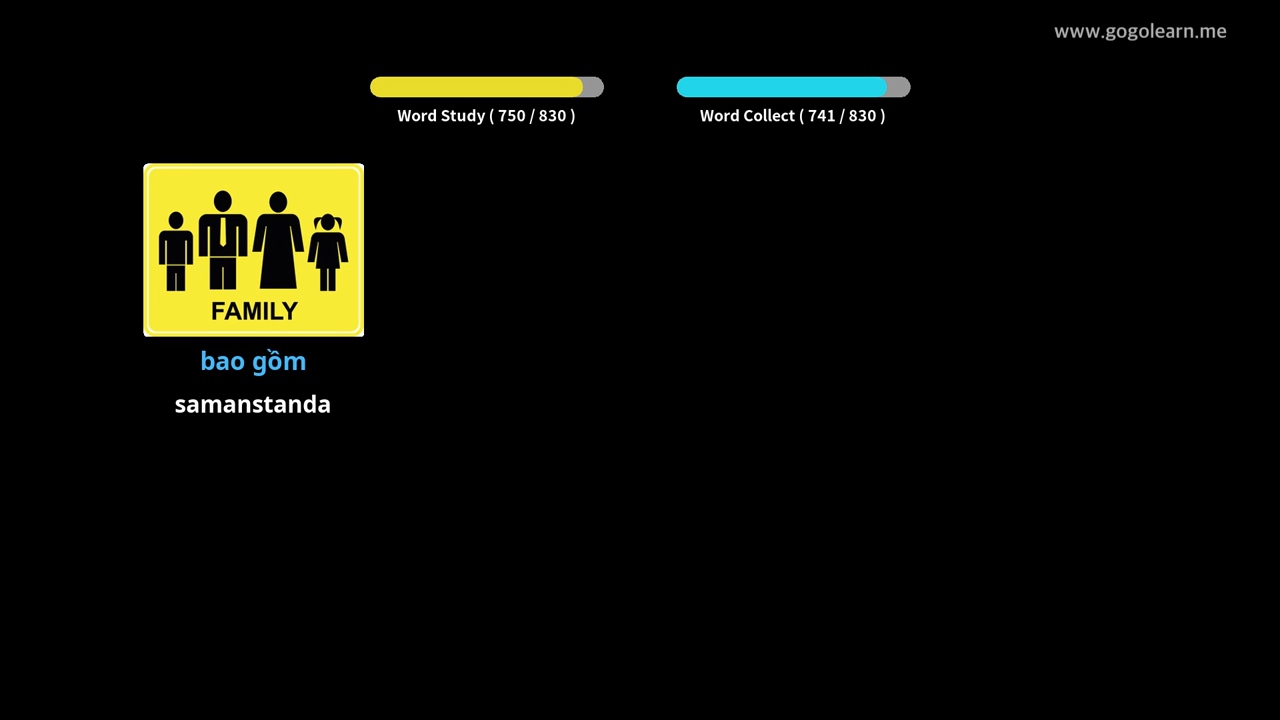 www.gogolearn.me
Word Study ( 750 / 830 )
Word Collect ( 741 / 830 )
FAMILY
bao gồm
samanstanda